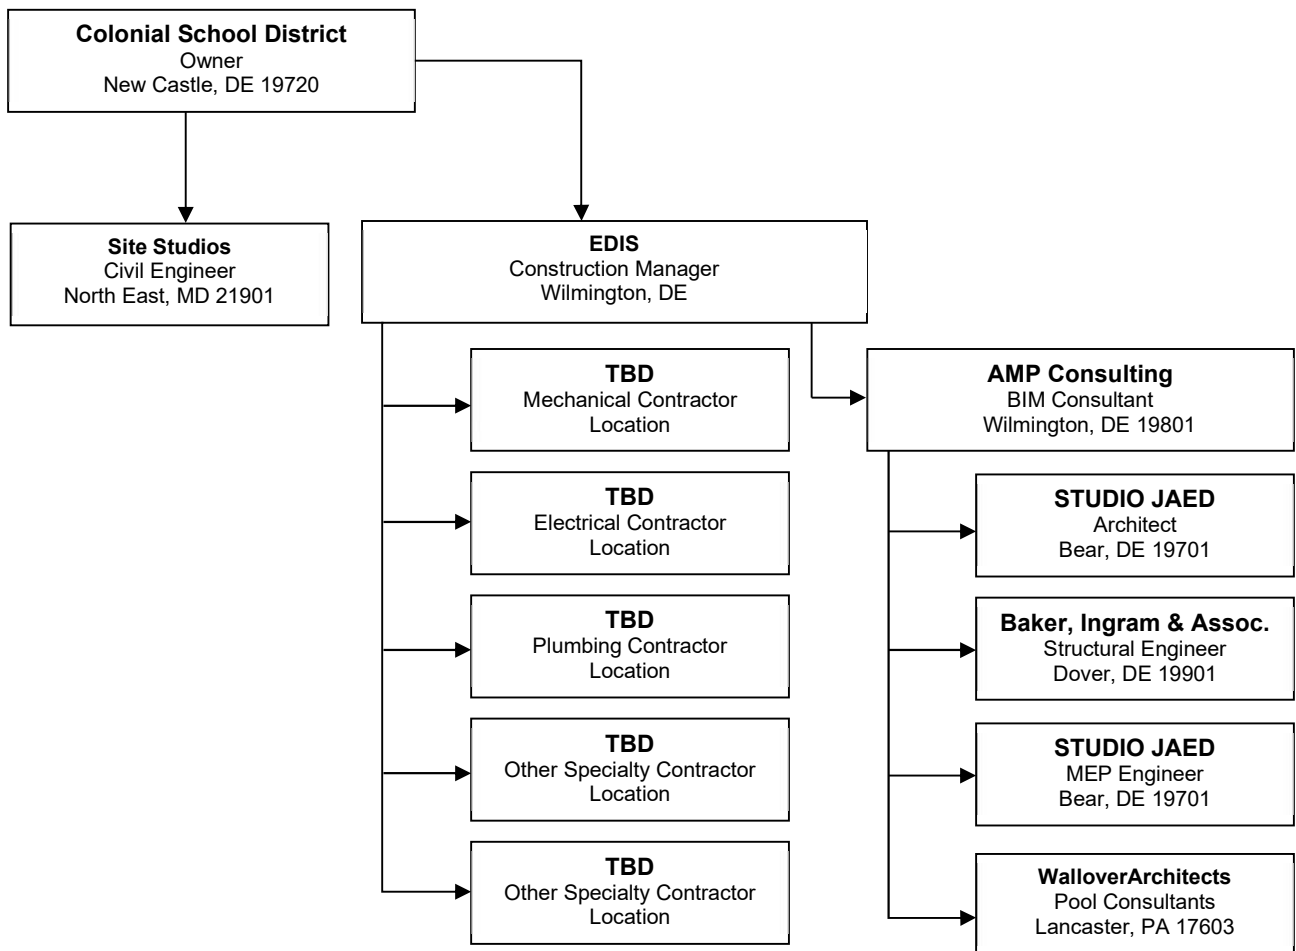 Colonial School District
Owner
New Castle, DE 19720
Site Studios
Civil Engineer
North East, MD 21901
EDIS
Construction Manager
Wilmington, DE
TBD
Mechanical Contractor
Location
TBD
Electrical Contractor
Location
TBD
Plumbing Contractor
Location
TBD
Other Specialty Contractor
Location
TBD
Other Specialty Contractor
Location
AMP Consulting
BIM Consultant
Wilmington, DE 19801
STUDIO JAED
Architect
Bear, DE 19701
Baker, Ingram & Assoc.
Structural Engineer
Dover, DE 19901
STUDIO JAED
MEP Engineer
Bear, DE 19701
WalloverArchitects
Pool Consultants
Lancaster, PA 17603